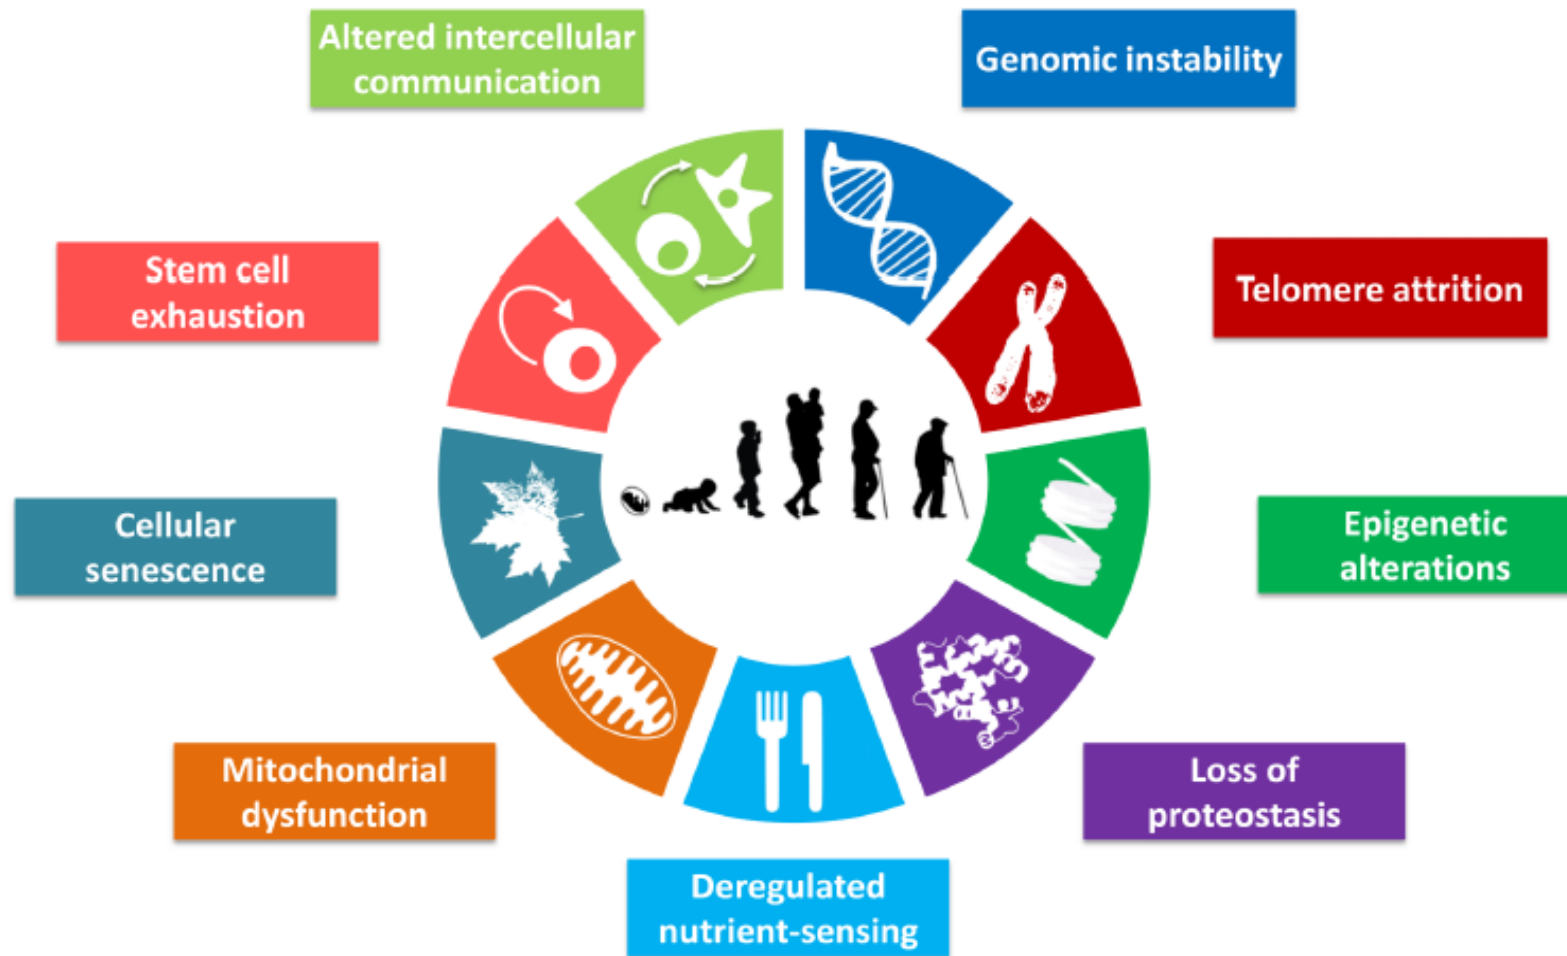 Altered intercellular
communication
Genomic instability
Stem cell
exhaustion
Telomere attrition
Cellular
senescence
Epigenetic
alterations
Mitochondrial
dysfunction
Loss of
proteostasis
Deregulated
nutrient-sensing